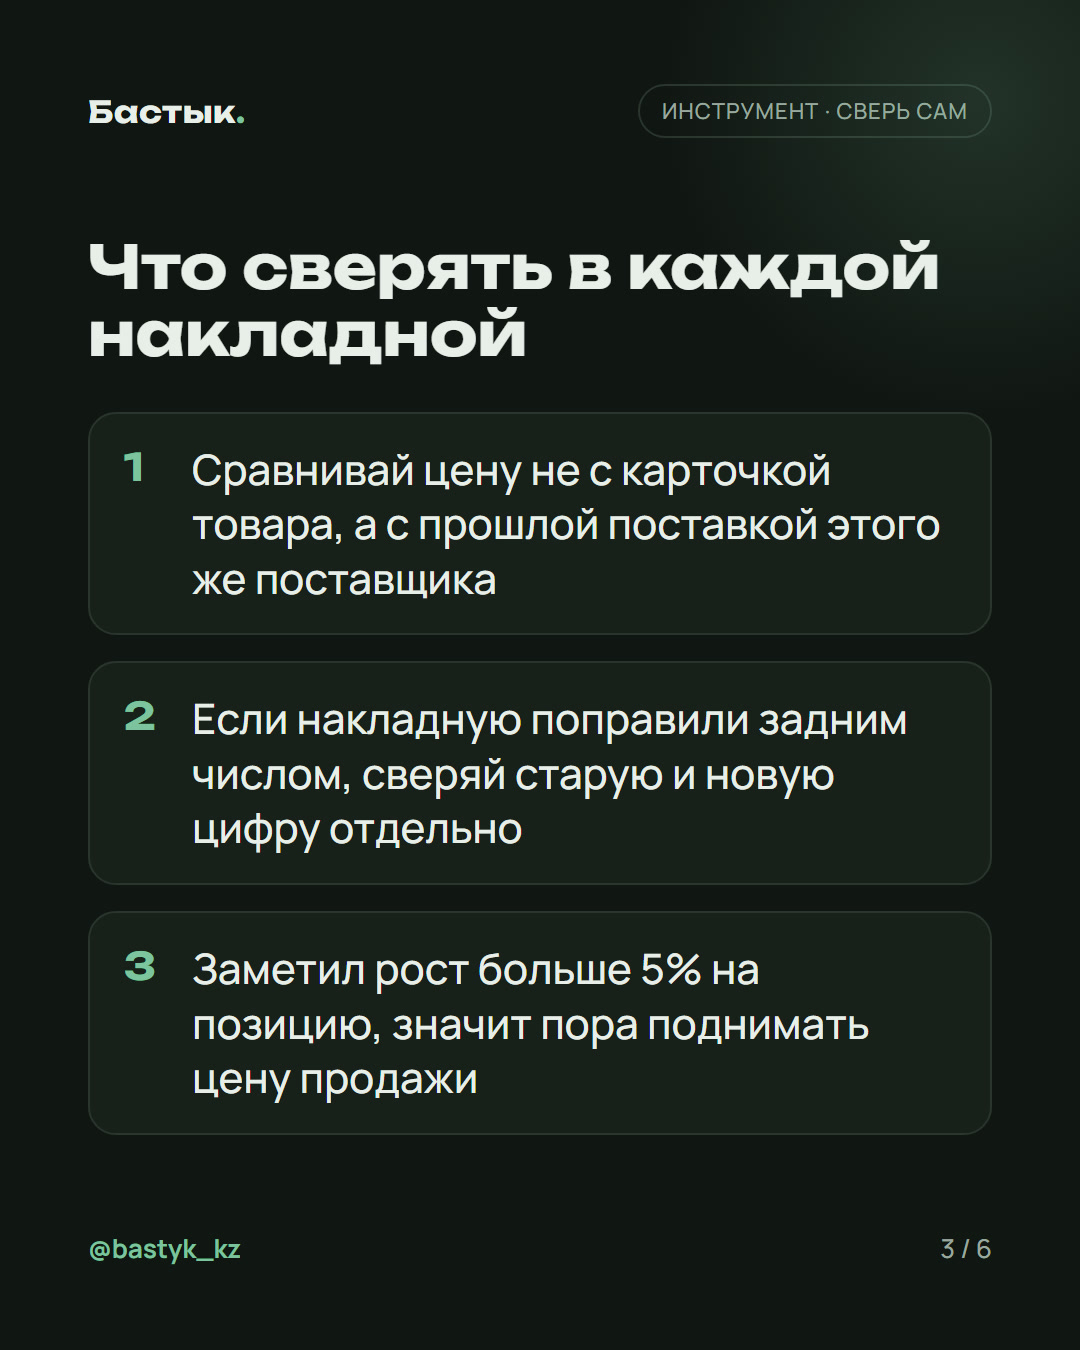 Бастык.
ИНСТРУМЕНТ · СВЕРЬ САМ
Что сверять в каждой
накладной
1
Сравнивай цену не с карточкой
товара, а с прошлой поставкой этого
же поставщика
2
Если накладную поправили задним
числом, сверяй старую и новую
цифру отдельно
3
Заметил рост больше 5% на
позицию, значит пора поднимать
цену продажи
@bastyk_kz
3 / 6